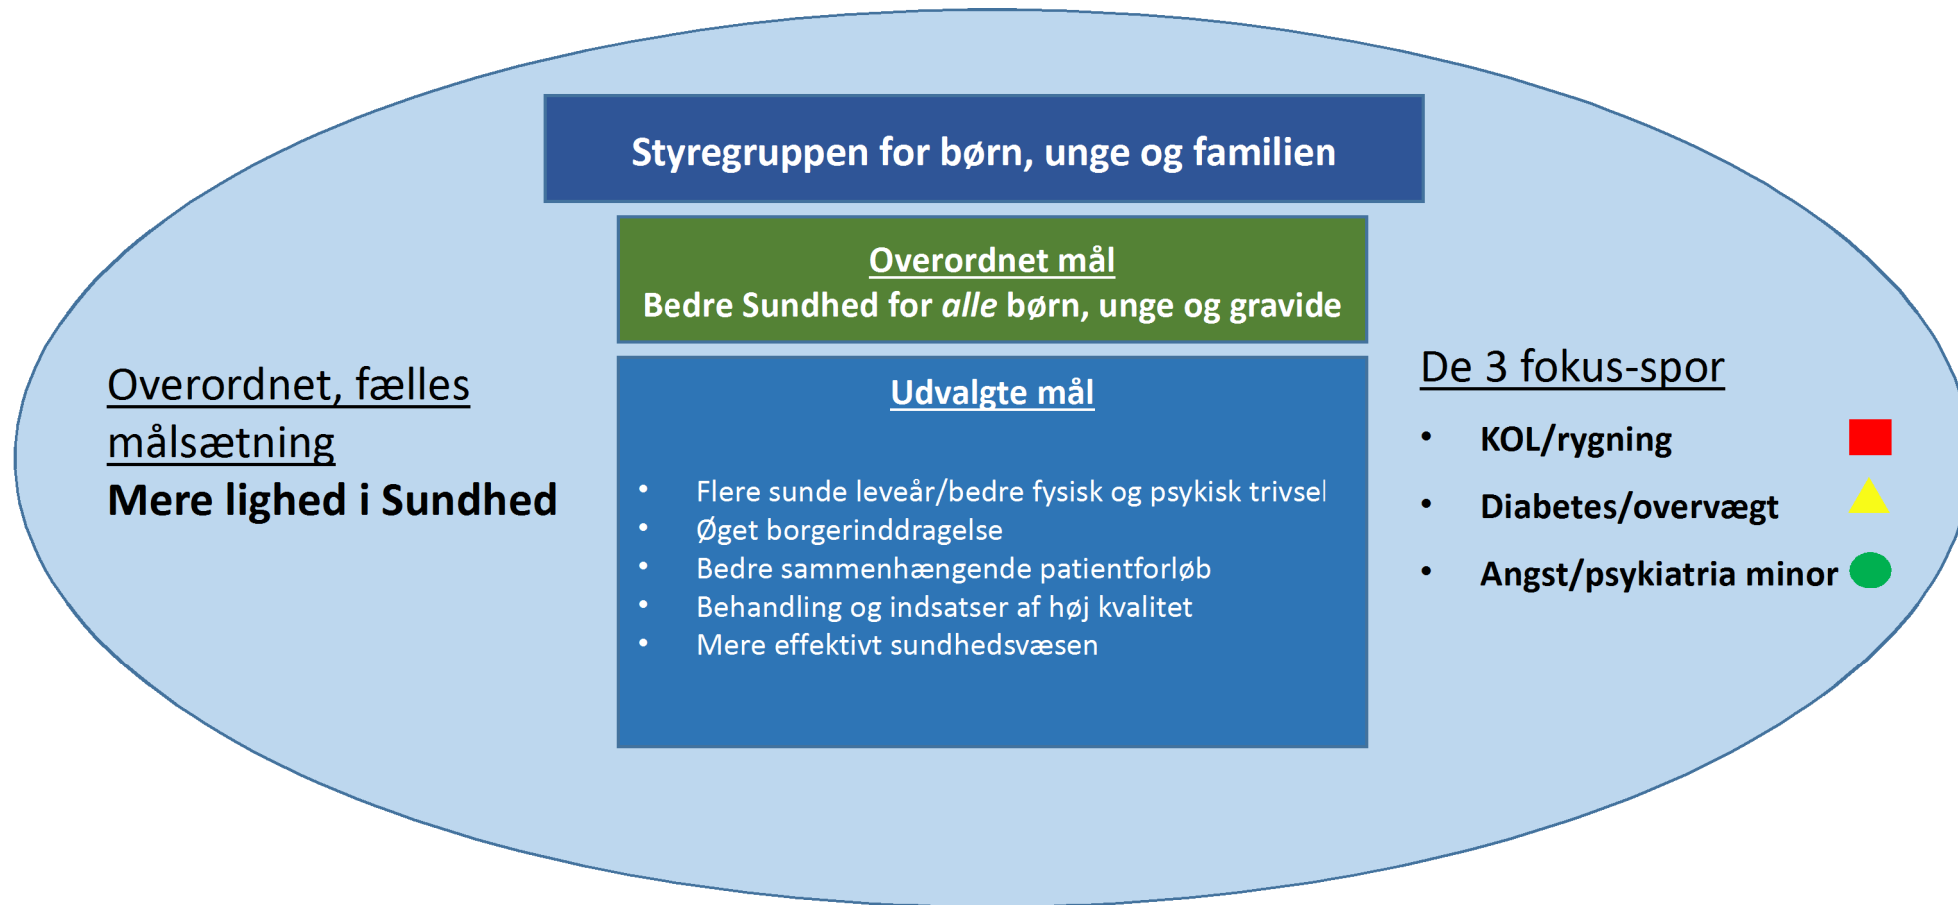 Styregruppen for børn, unge og familien
Overordnet mål
Bedre Sundhed for alle børn, unge og gravide
Overordnet, fælles
målsætning
Mere lighed i Sundhed
Udvalgte mål
• Flere sunde leveår/bedre fysisk og psykisk trivsel
• Øget borgerinddragelse
• Bedre sammenhængende patientforløb
• Behandling og indsatser af høj kvalitet
• Mere effektivt sundhedsvæsen
De 3 fokus-spor
• KOL/rygning
• Diabetes/overvægt
• Angst/psykiatria minor